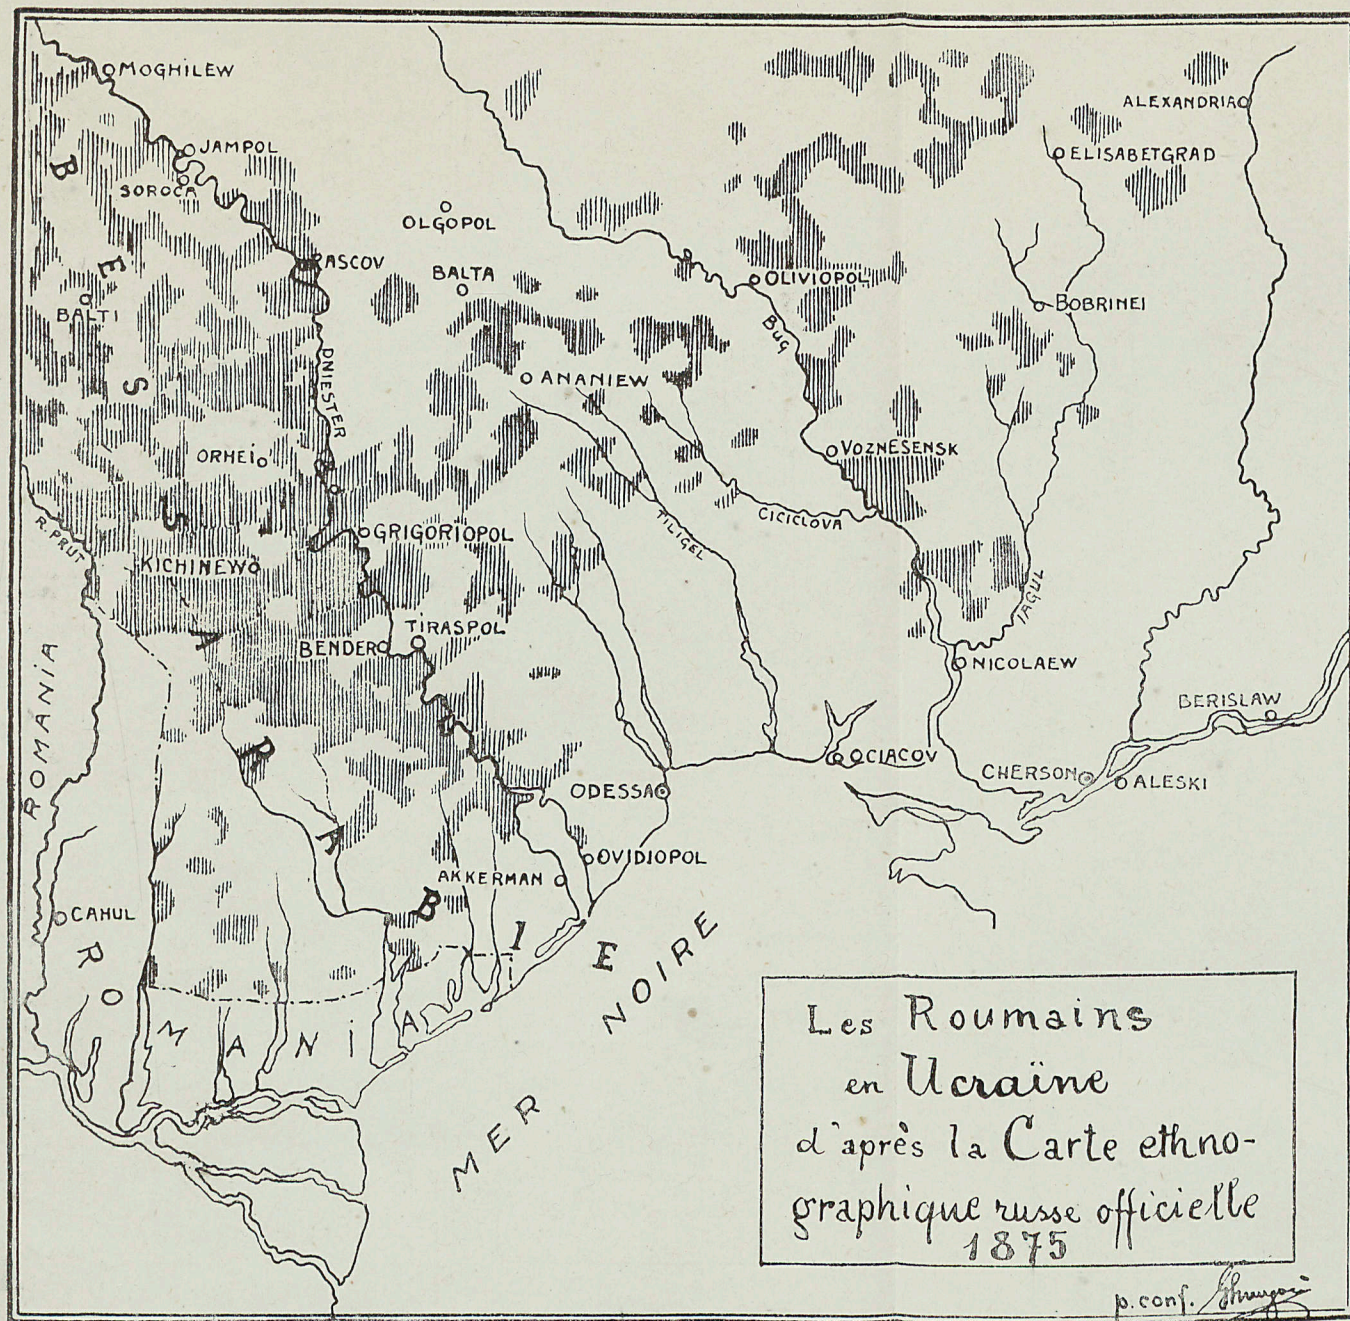 MOGHILEW
JAMPOL
SOROCA
ALEXANDRIA
ELISABETGRAD
OLGOPOL
RASCOV
BALTA
OLIVIOPOL
BALTI
BOBRINEI
Bug
DNIESTER
ANANIEW
ORHEI
VOZNESENSK
R. PRUT
GRIGORIOPOL
TILIGEL
CICICLOVA
KICHINEW
IAGUL
TIRASPOL
BENDER
NICOLAEW
ROMANIA
BERISLAW
OCIACOV
CHERSON
ALESKI
ODESSA
OVIDIOPOL
AKKERMAN
CAHUL
BESSARABIE
ROMANIA
MER NOIRE
Les Roumains
en Ucraïne
d'après la Carte ethno-
graphique russe officielle
1875
p. conf.